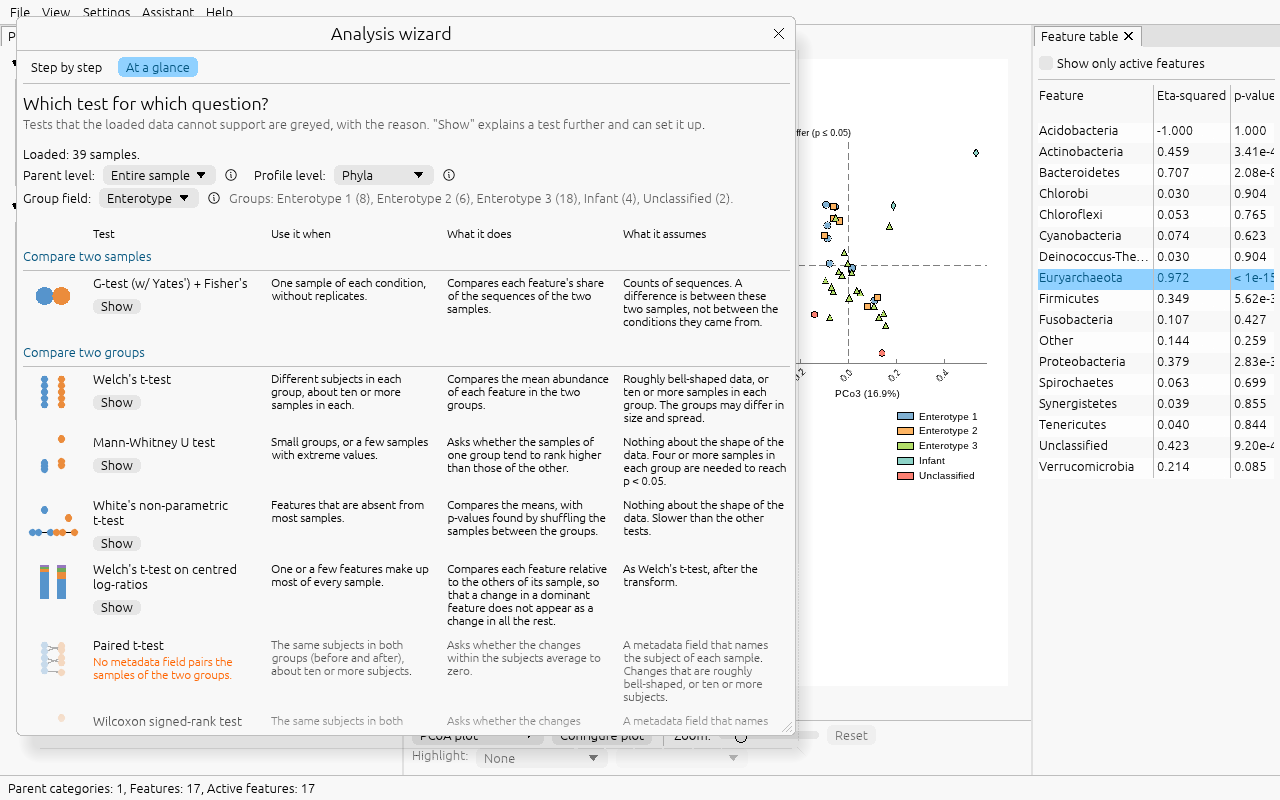 File View Settings Assistant Help
Analysis wizard
Step by step At a glance
Which test for which question?
Tests that the loaded data cannot support are greyed, with the reason. "Show" explains a test further and can set it up.
Loaded: 39 samples.
Parent level: Entire sample Profile level: Phyla
Group field: Enterotype Groups: Enterotype 1 (8), Enterotype 2 (6), Enterotype 3 (18), Infant (4), Unclassified (2).
Test Use it when What it does What it assumes
Compare two samples
G-test (w/ Yates') + Fisher's
Show
One sample of each condition,
without replicates.
Compares each feature's share
of the sequences of the two
samples.
Counts of sequences. A
difference is between these
two samples, not between the
conditions they came from.
Compare two groups
Welch's t-test
Show
Different subjects in each
group, about ten or more
samples in each.
Compares the mean abundance
of each feature in the two
groups.
Roughly bell-shaped data, or
ten or more samples in each
group. The groups may differ in
size and spread.
Mann-Whitney U test
Show
Small groups, or a few samples
with extreme values.
Asks whether the samples of
one group tend to rank higher
than those of the other.
Nothing about the shape of the
data. Four or more samples in
each group are needed to reach
p < 0.05.
White's non-parametric
t-test
Show
Features that are absent from
most samples.
Compares the means, with
p-values found by shuffling the
samples between the groups.
Nothing about the shape of the
data. Slower than the other
tests.
Welch's t-test on centred
log-ratios
Show
One or a few features make up
most of every sample.
Compares each feature relative
to the others of its sample, so
that a change in a dominant
feature does not appear as a
change in all the rest.
As Welch's t-test, after the
transform.
Paired t-test
No metadata field pairs the
samples of the two groups.
The same subjects in both
groups (before and after),
about ten or more subjects.
Asks whether the changes
within the subjects average to
zero.
A metadata field that names
the subject of each sample.
Changes that are roughly
bell-shaped, or ten or more
subjects.
Wilcoxon signed-rank test
The same subjects in both
Asks whether the changes
A metadata field that names
ffer (p ≤ 0.05)
0.0 0.2 0.4
PCo3 (16.9%)
Enterotype 1
Enterotype 2
Enterotype 3
Infant
Unclassified
PCoA plot Configure plot Zoom: Reset
Highlight: None
Feature table
Show only active features
Feature Eta-squared p-value
Acidobacteria -1.000 1.000
Actinobacteria 0.459 3.41e-4
Bacteroidetes 0.707 2.08e-8
Chlorobi 0.030 0.904
Chloroflexi 0.053 0.765
Cyanobacteria 0.074 0.623
Deinococcus-The... 0.030 0.904
Euryarchaeota 0.972 < 1e-15
Firmicutes 0.349 5.62e-3
Fusobacteria 0.107 0.427
Other 0.144 0.259
Proteobacteria 0.379 2.83e-3
Spirochaetes 0.063 0.699
Synergistetes 0.039 0.855
Tenericutes 0.040 0.844
Unclassified 0.423 9.20e-4
Verrucomicrobia 0.214 0.085
Parent categories: 1, Features: 17, Active features: 17